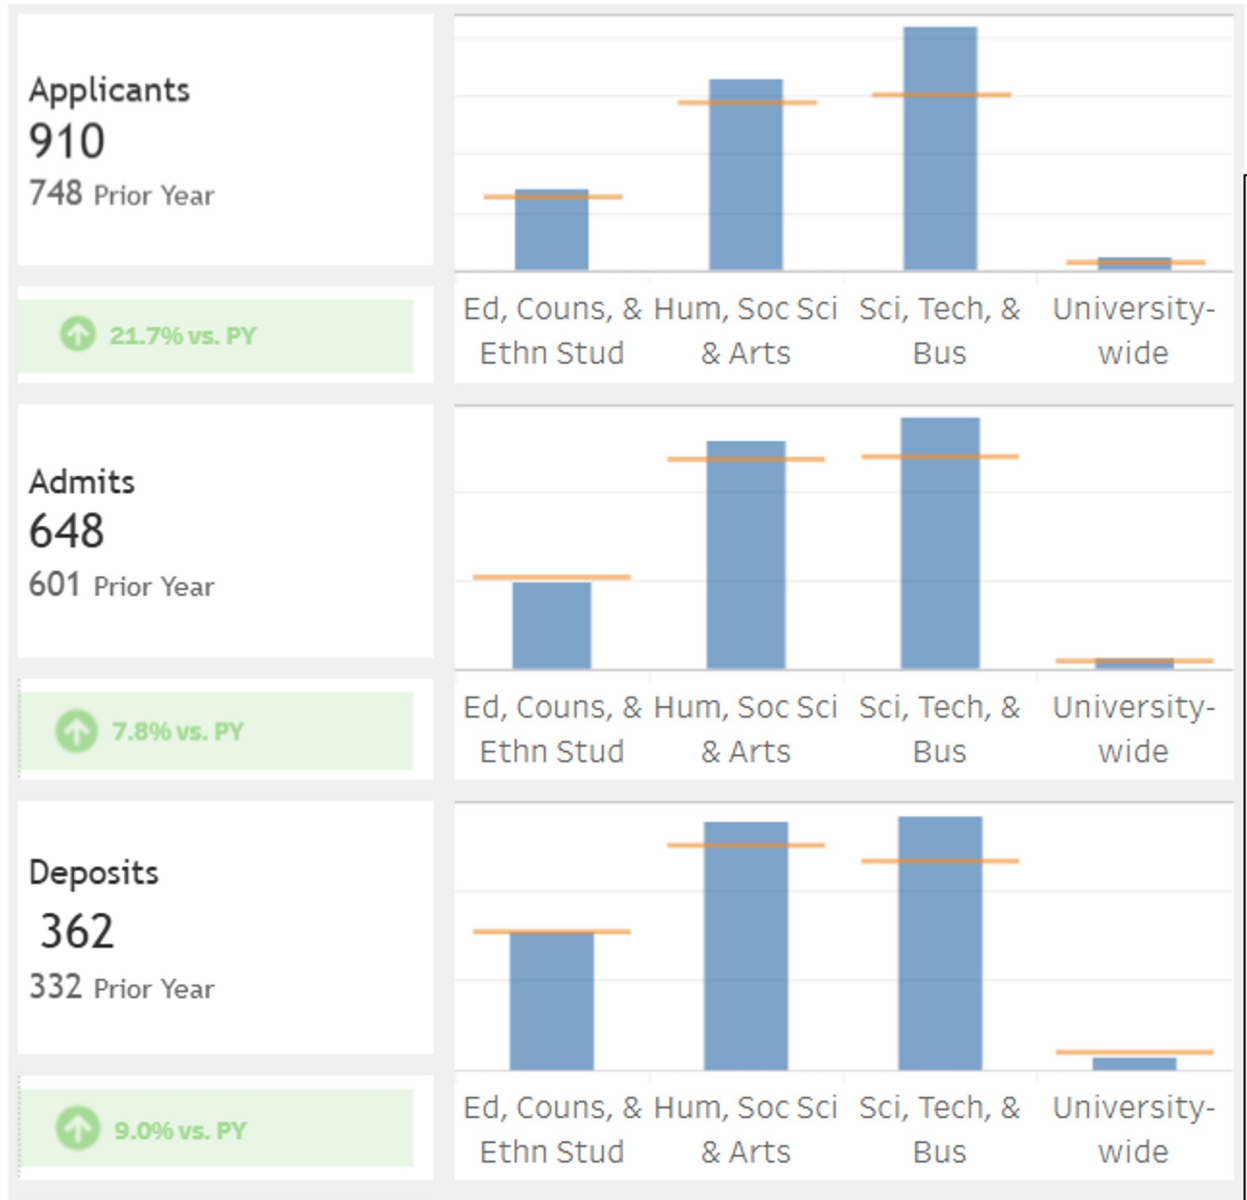 Applicants
910
748 Prior Year
21.7% vs. PY
Ed, Couns, & Hum, Soc Sci Sci, Tech, & University-
Ethn Stud & Arts Bus wide
Admits
648
601 Prior Year
7.8% vs. PY
Ed, Couns, & Hum, Soc Sci Sci, Tech, & University-
Ethn Stud & Arts Bus wide
Deposits
362
332 Prior Year
9.0% vs. PY
Ed, Couns, & Hum, Soc Sci Sci, Tech, & University-
Ethn Stud & Arts Bus wide